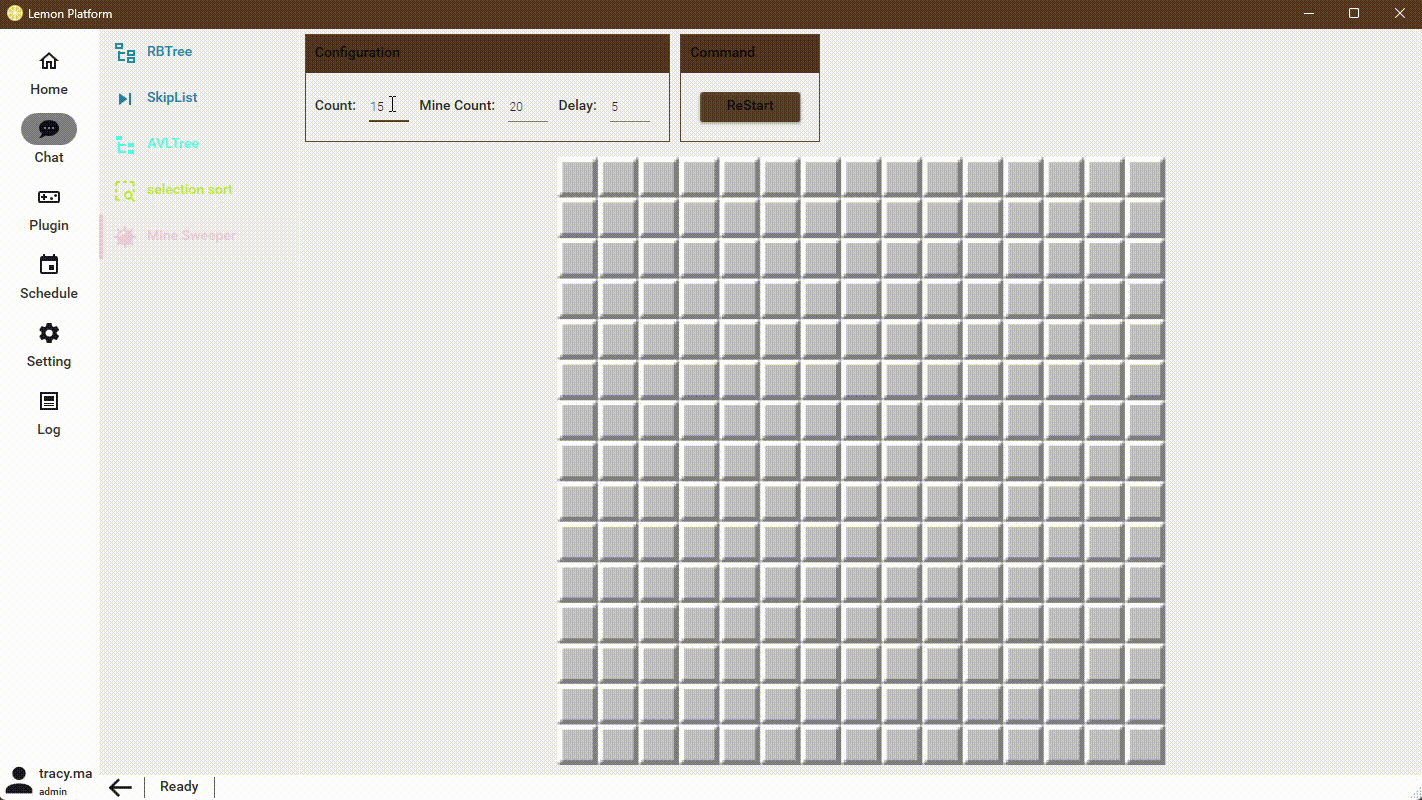 Lemon Platform
Home
Chat
Plugin
Schedule
Setting
Log
tracy.ma
admin
RBTree
SkipList
AVLTree
selection sort
Mine Sweeper
Configuration
Count: 15 Mine Count: 20 Delay: 5
Command
ReStart
Ready